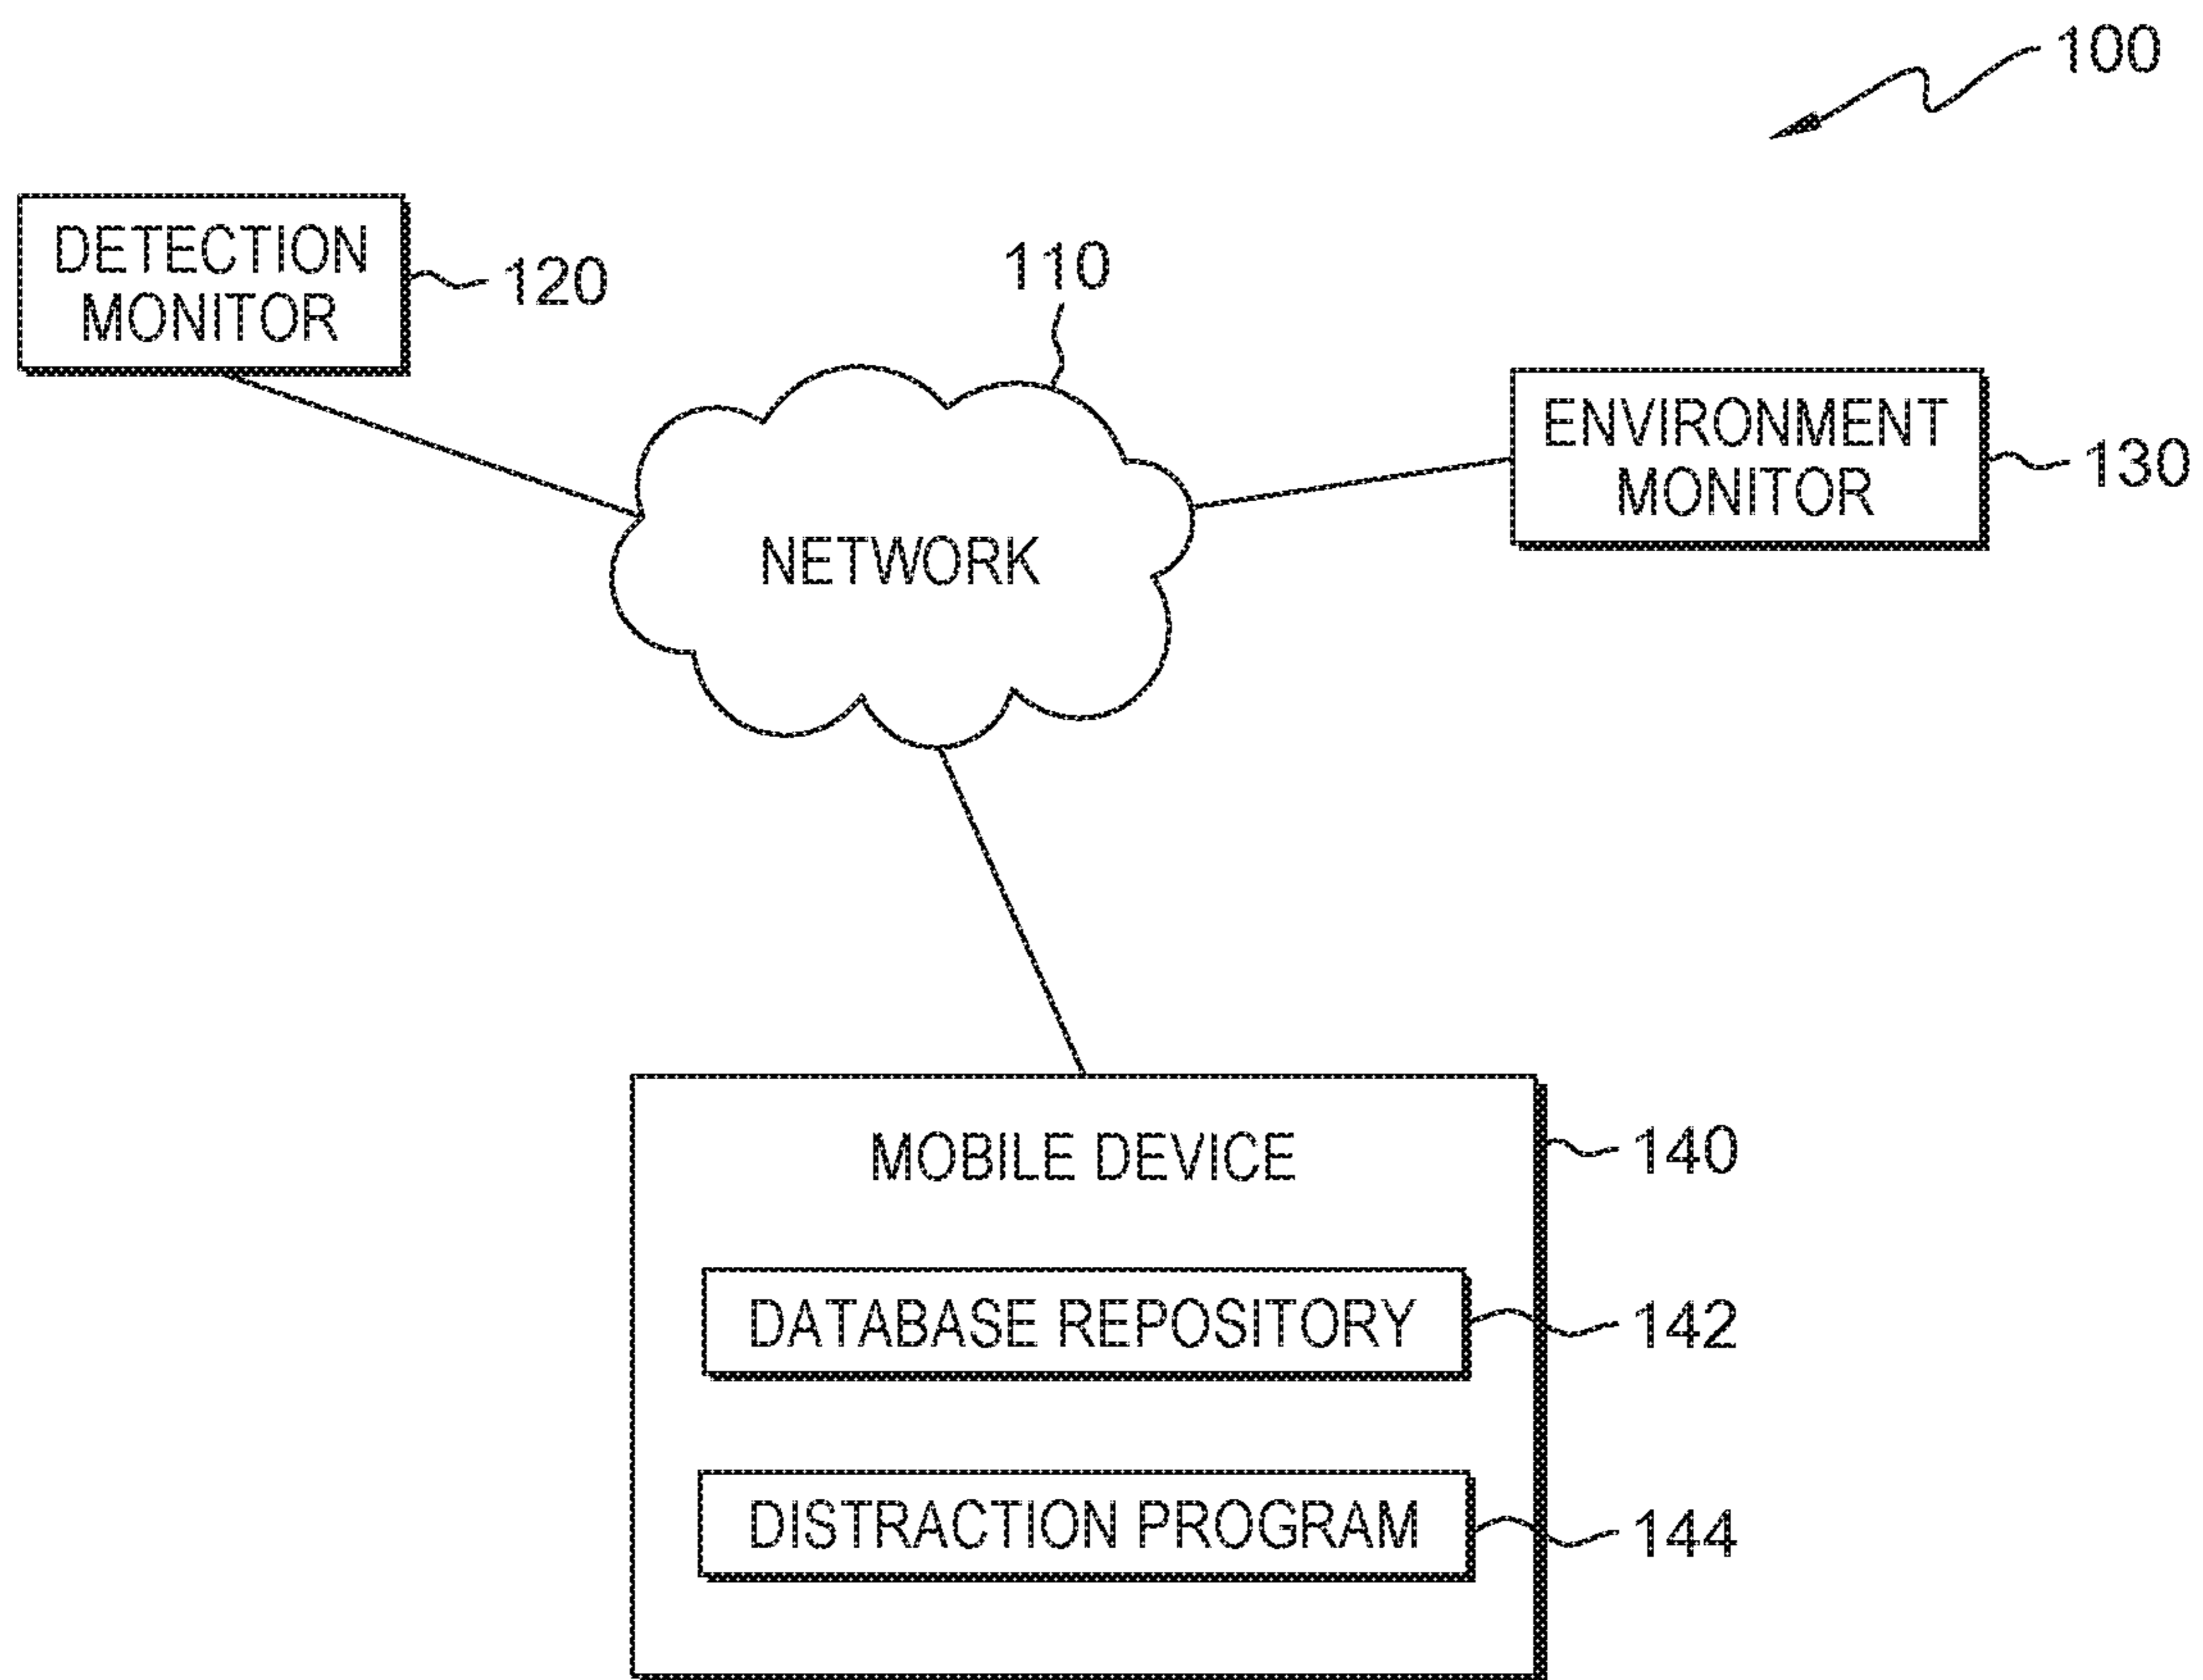 100
DETECTION
MONITOR
120
110
ENVIRONMENT
MONITOR
130
NETWORK
MOBILE DEVICE
140
DATABASE REPOSITORY
142
DISTRACTION PROGRAM
144